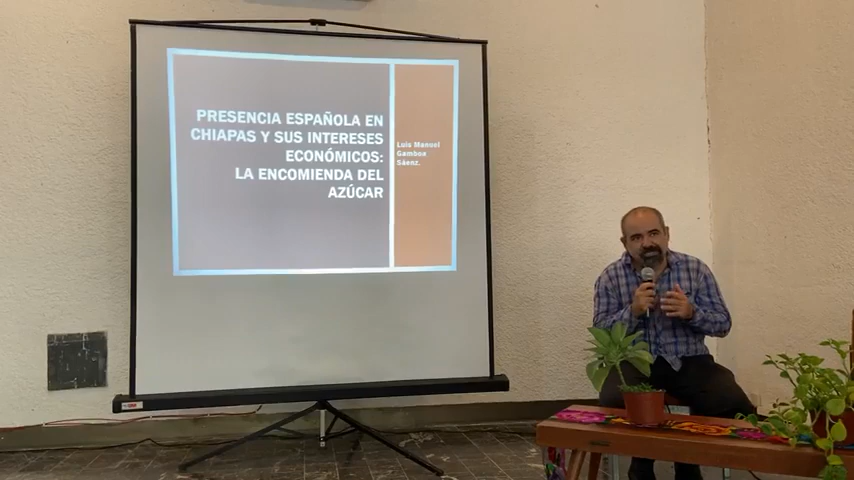 PRESENCIA ESPAÑOLA EN
CHIAPAS Y SUS INTERESES
ECONÓMICOS:
LA ENCOMIENDA DEL
AZÚCAR
Luis Manuel
Gamboa
Sáenz.